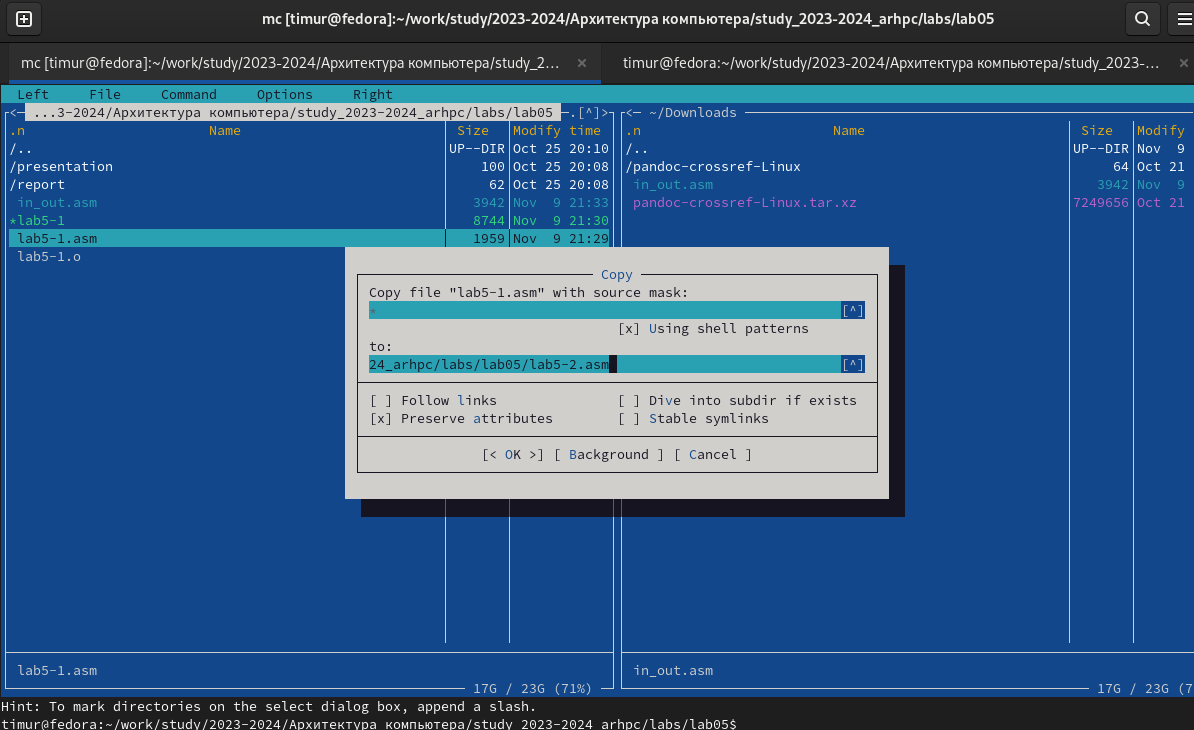 mc [timur@fedora]:~/work/study/2023-2024/Архитектура компьютера/study_2023-2024_arhpc/labs/lab05
mc [timur@fedora]:~/work/study/2023-2024/Архитектура компьютера/study_2... ×
timur@fedora:~/work/study/2023-2024/Архитектура компьютера/study_2023-... ×
Left File Command Options Right
<— ...3-2024/Архитектура компьютера/study_2023-2024_arhpc/labs/lab05 —.[^]>
.n Name Size Modify time
/.. UP--DIR Oct 25 20:10
/presentation 100 Oct 25 20:08
/report 62 Oct 25 20:08
in_out.asm 3942 Nov 9 21:33
*lab5-1 8744 Nov 9 21:30
lab5-1.asm 1959 Nov 9 21:29
lab5-1.o
<— ~/Downloads
.n Name Size Modify
/.. UP--DIR Nov 9
/pandoc-crossref-Linux 64 Oct 21
in_out.asm 3942 Nov 9
pandoc-crossref-Linux.tar.xz 7249656 Oct 21
Copy
Copy file "lab5-1.asm" with source mask:
* [^]
[x] Using shell patterns
to:
24_arhpc/labs/lab05/lab5-2.asm [^]
[ ] Follow links [ ] Dive into subdir if exists
[x] Preserve attributes [ ] Stable symlinks
[< OK >] [ Background ] [ Cancel ]
lab5-1.asm
17G / 23G (71%)
in_out.asm
17G / 23G (7
Hint: To mark directories on the select dialog box, append a slash.
timur@fedora:~/work/study/2023-2024/Архитектура компьютера/study_2023-2024_arhpc/labs/lab05$